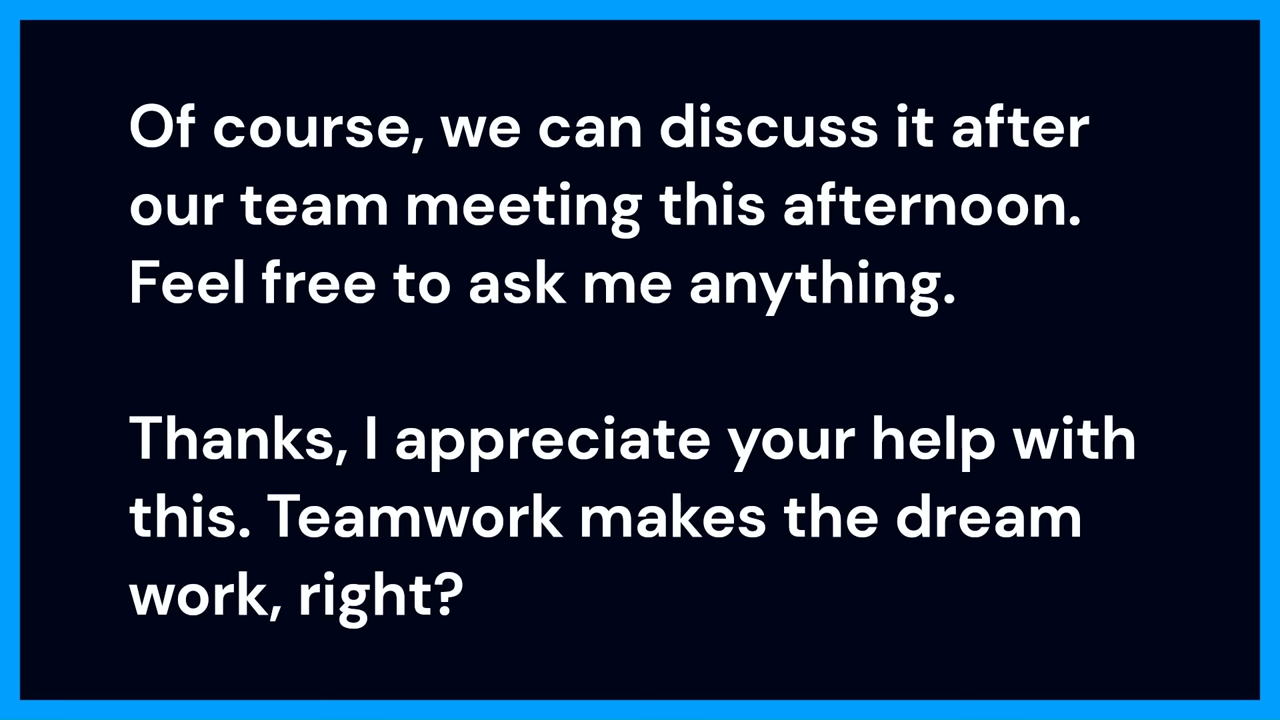 Of course, we can discuss it after
our team meeting this afternoon.
Feel free to ask me anything.
Thanks, I appreciate your help with
this. Teamwork makes the dream
work, right?